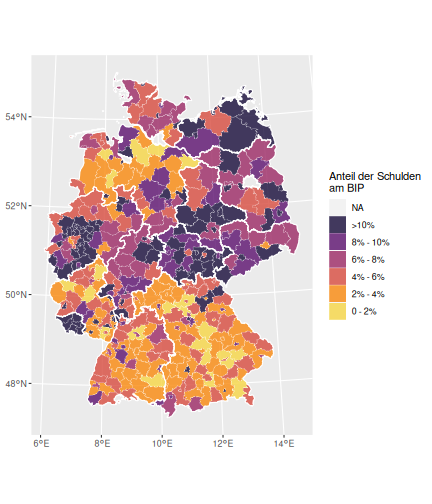 54°N
52°N
50°N
48°N
6°E
8°E
10°E
12°E
14°E
Anteil der Schulden
am BIP
NA
>10%
8% - 10%
6% - 8%
4% - 6%
2% - 4%
0 - 2%